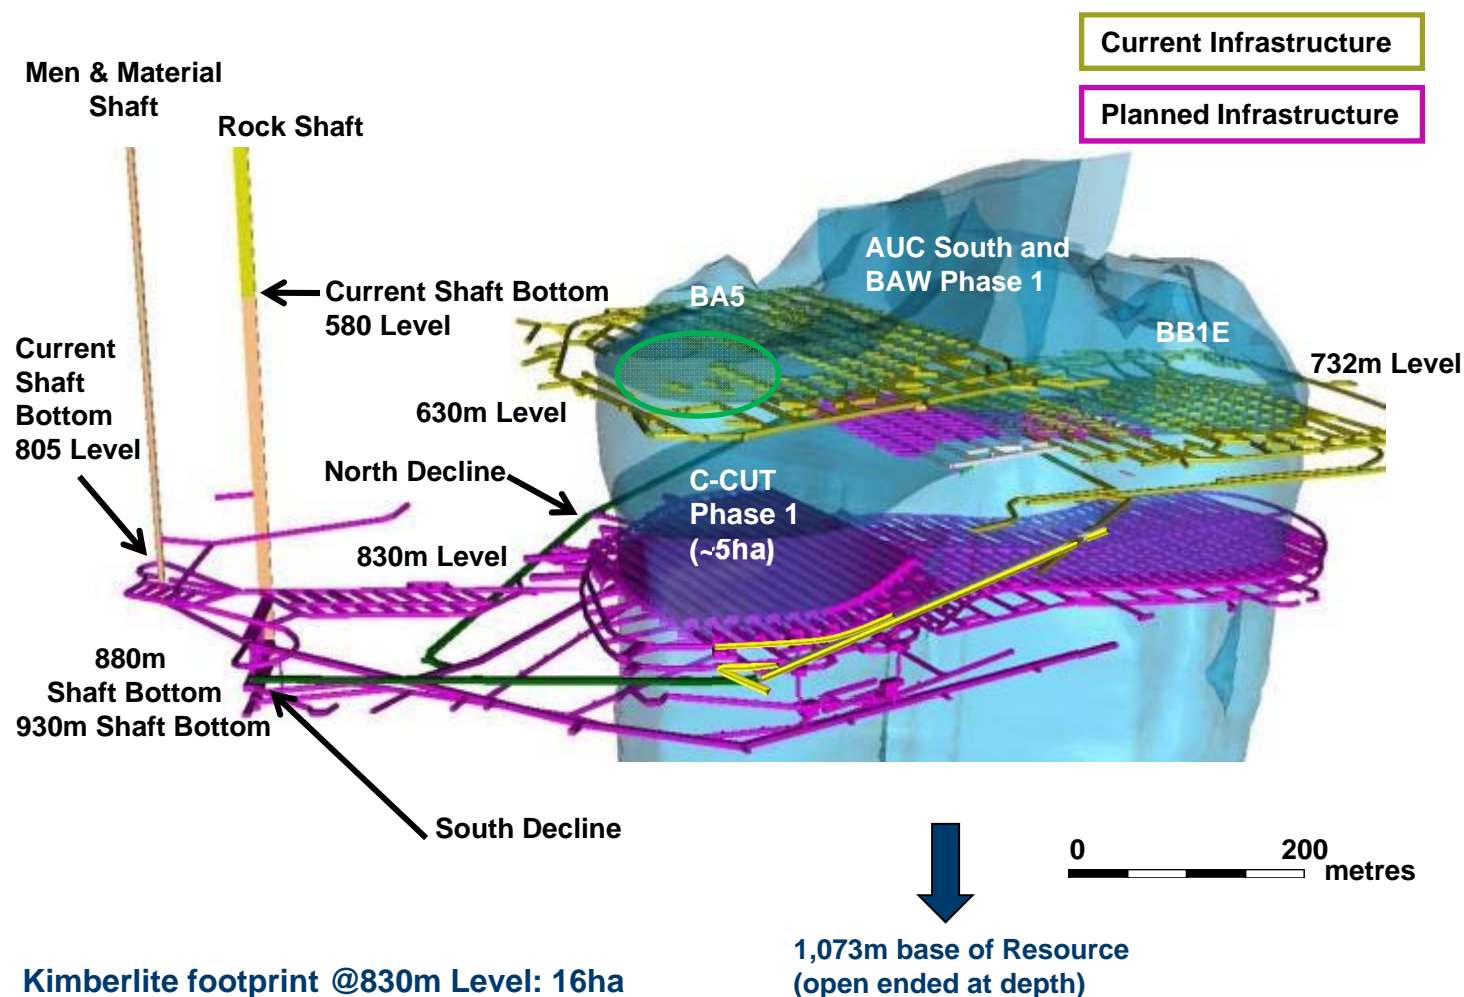 Current Infrastructure
Planned Infrastructure
Men & Material
Shaft
Rock Shaft
AUC South and
BAW Phase 1
Current Shaft Bottom
580 Level
BA5
BB1E
732m Level
Current
Shaft
Bottom
805 Level
630m Level
North Decline
C-CUT
Phase 1
(~5ha)
830m Level
880m
Shaft Bottom
930m Shaft Bottom
South Decline
0 200
metres
1,073m base of Resource
(open ended at depth)
Kimberlite footprint @830m Level: 16ha